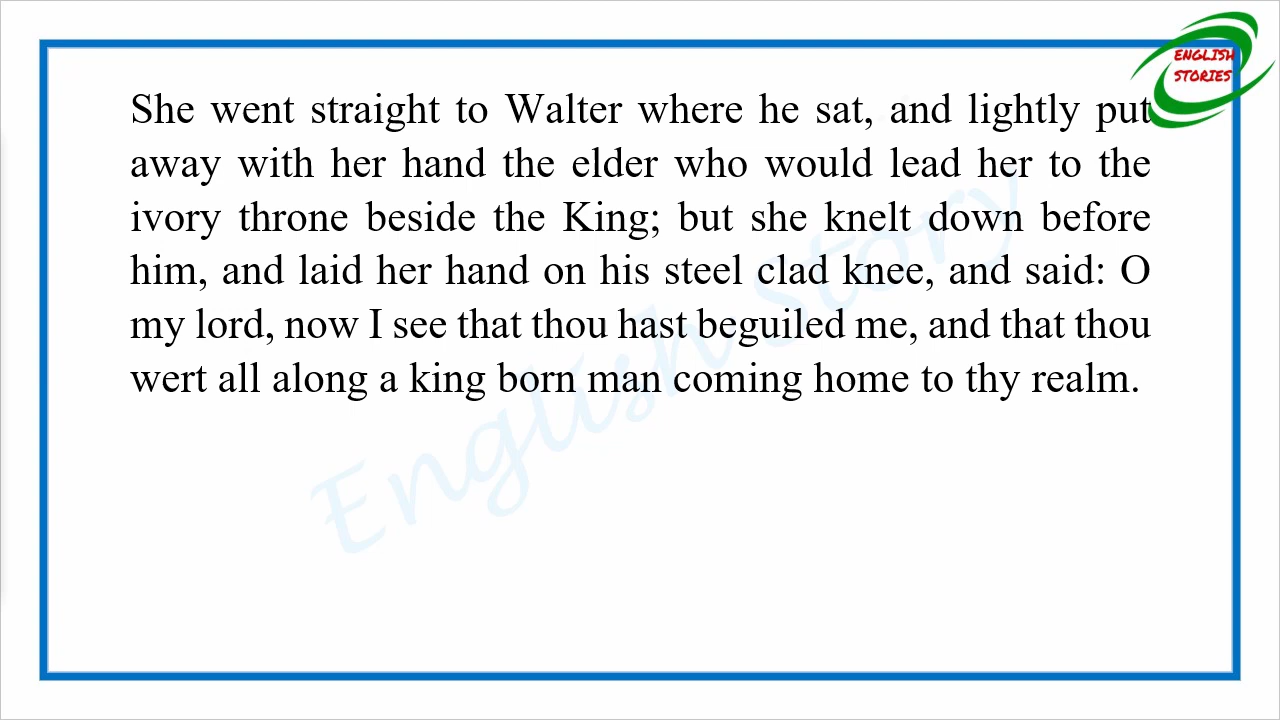 ENGLISH
STORIES
She went straight to Walter where he sat, and lightly put
away with her hand the elder who would lead her to the
ivory throne beside the King; but she knelt down before
him, and laid her hand on his steel clad knee, and said: O
my lord, now I see that thou hast beguiled me, and that thou
wert all along a king born man coming home to thy realm.
English Story